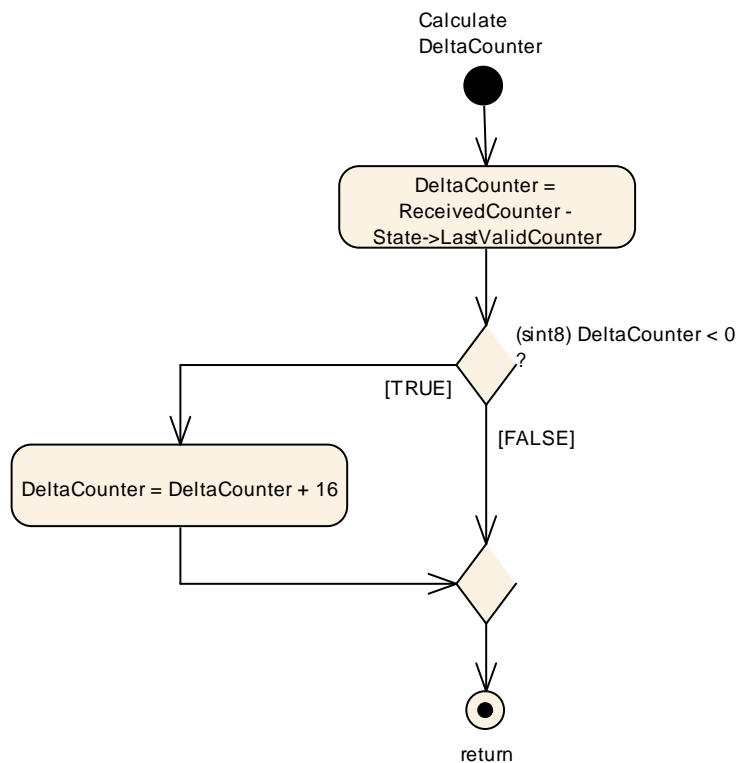 Calculate
DeltaCounter
DeltaCounter =
ReceivedCounter -
State->LastValidCounter
(sint8) DeltaCounter < 0
?
[TRUE]
[FALSE]
DeltaCounter = DeltaCounter + 16
return